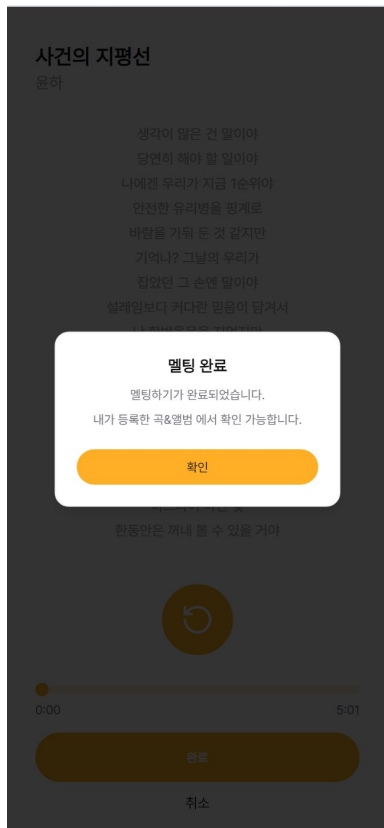 사건의 지평선
윤하
생각이 많은 건 말이야
당연히 해야 할 일이야
나에겐 우리가 지금 1순위야
안전한 유리병을 핑계로
바람을 가둬 둔 것 같지만
기억나? 그날의 우리가
잡았던 그 손엔 말이야
설레임보다 커다란 믿음이 담겨서
멜팅 완료
멜팅하기가 완료되었습니다.
내가 등록한 곡&앨범 에서 확인 가능합니다.
확인
한동안은 꺼내 볼 수 있을 거야
0:00
5:01
완료
취소